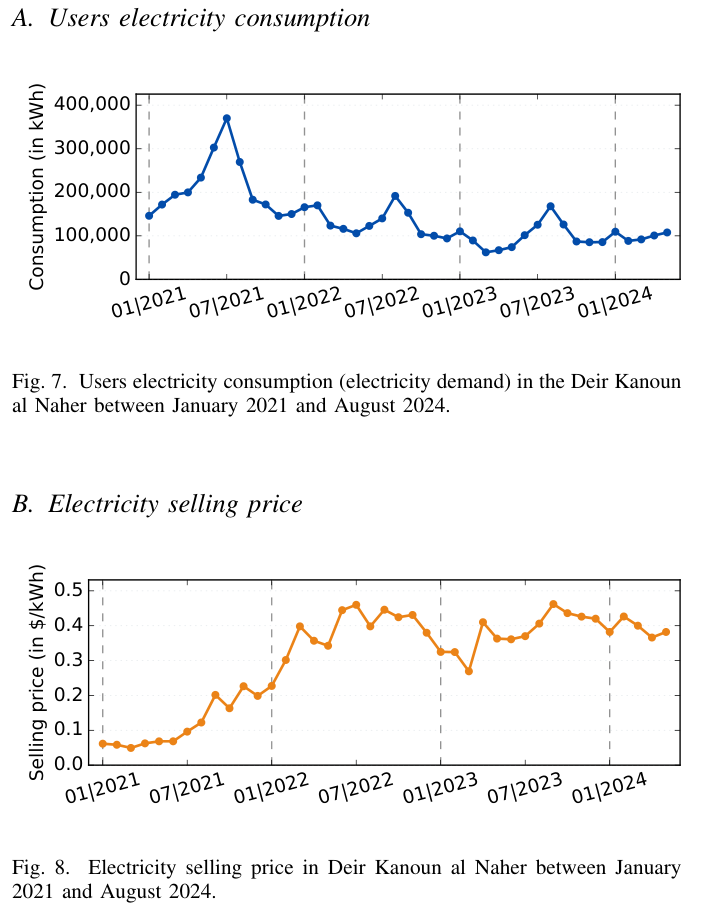 A. Users electricity consumption
Consumption (in kWh)
400,000
300,000
200,000
100,000
0
01|2021 07|2021 01|2022 07|2022 01|2023 07|2023 01|2024
Fig. 7. Users electricity consumption (electricity demand) in the Deir Kanoun
al Naher between January 2021 and August 2024.
B. Electricity selling price
Selling price (in $/kWh)
0.5
0.4
0.3
0.2
0.1
0.0
01|2021 07|2021 01|2022 07|2022 01|2023 07|2023 01|2024
Fig. 8. Electricity selling price in Deir Kanoun al Naher between January
2021 and August 2024.